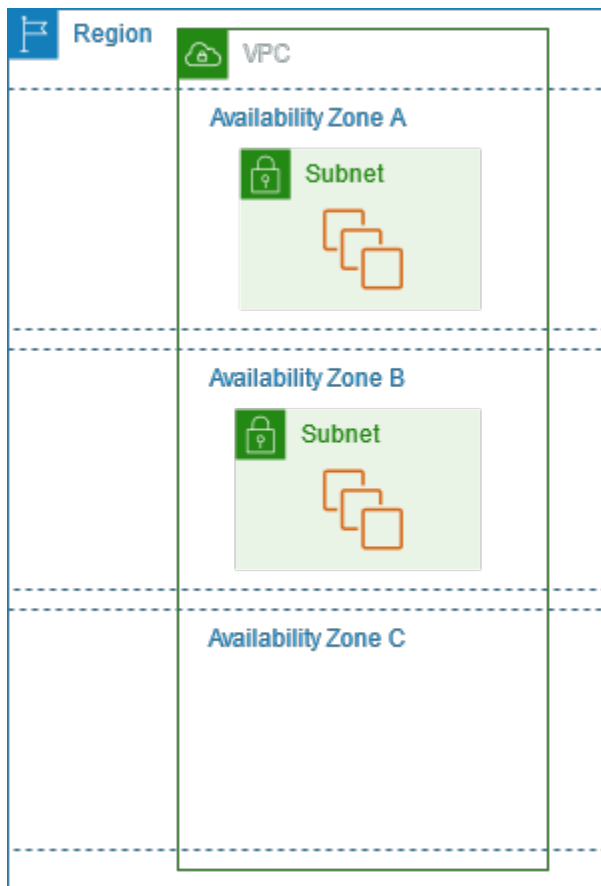 Region
VPC
Availability Zone A
Subnet
Availability Zone B
Subnet
Availability Zone C